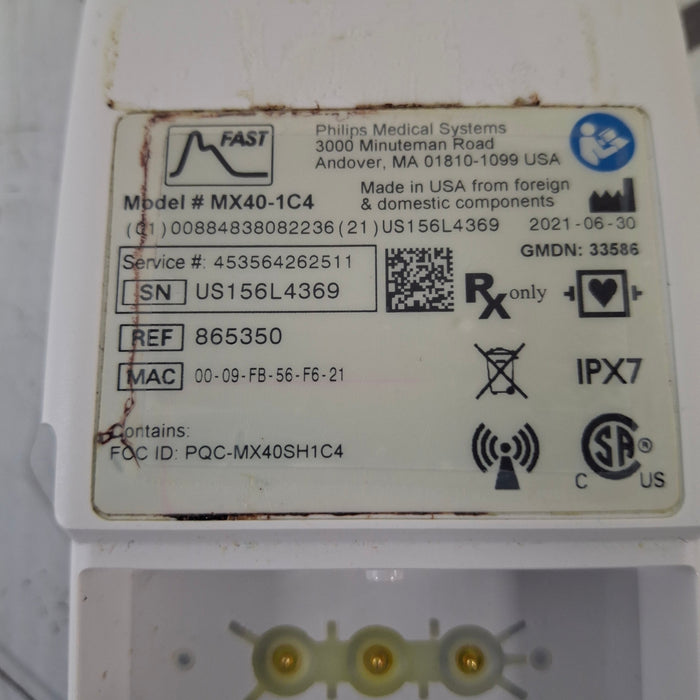 FAST
Philips Medical Systems
3000 Minuteman Road
Andover, MA 01810-1099 USA
Model # MX40-1C4
Made in USA from foreign
& domestic components
(01)00884838082236(21)US156L4369
2021-06-30
GMDN: 33586
Service #: 453564262511
SN US156L4369
Rx only
REF 865350
MAC 00-09-FB-56-F6-21
IPX7
Contains:
FCC ID: PQC-MX40SH1C4
CSA ®
C US